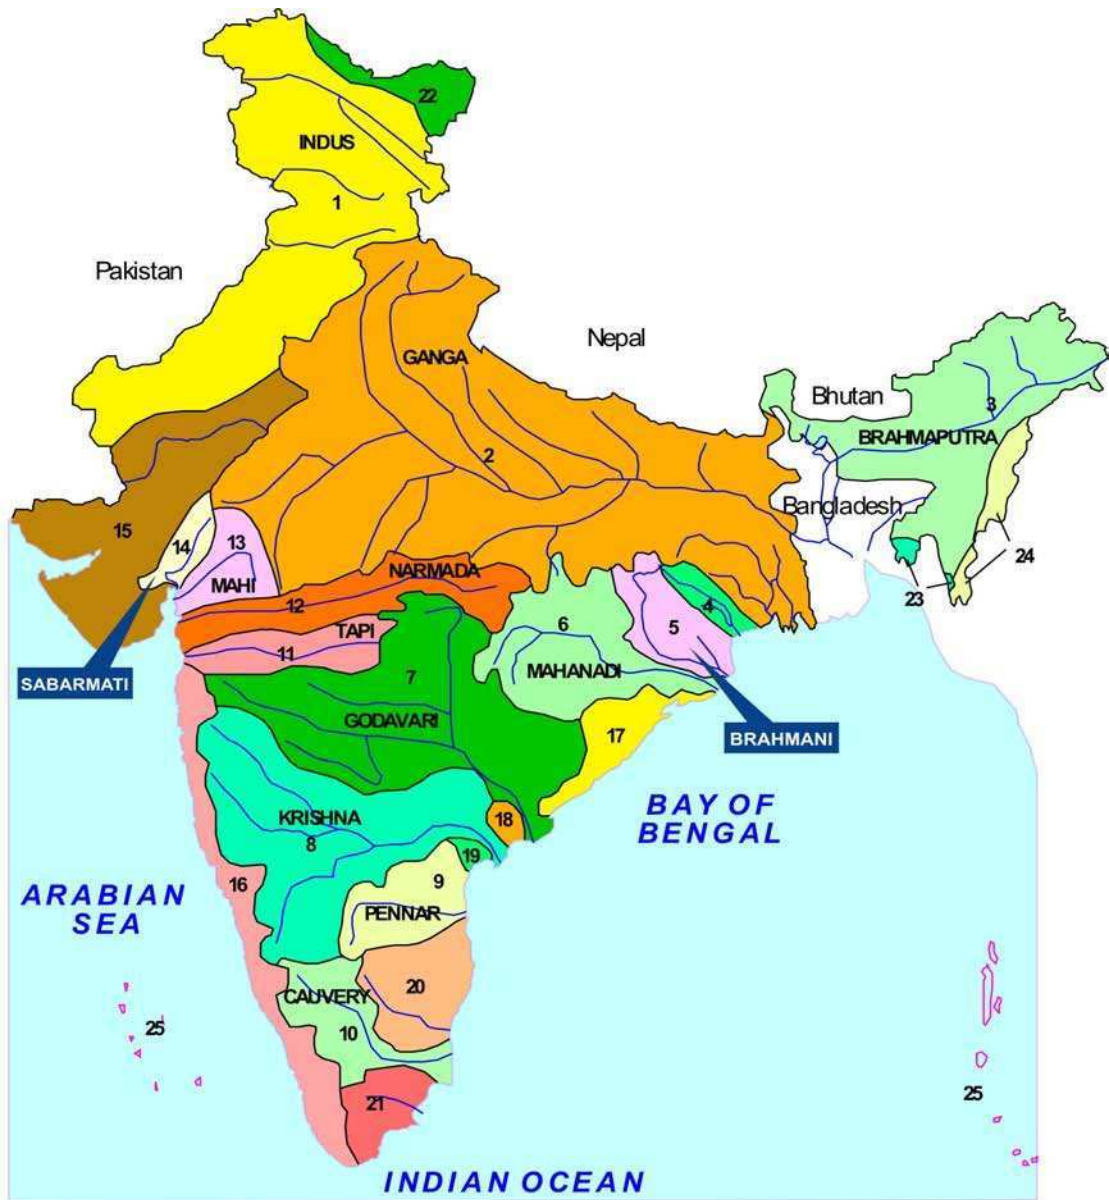 22
INDUS
1
Pakistan
Nepal
GANGA
Bhutan
3
BRAHMAPUTRA
2
Bangladesh
15
14
13
MAHI
24
23
NARMADA
12
4
5
6
TAPI
11
MAHANADI
7
SABARMATI
GODAVARI
17
BRAHMANI
KRISHNA
8
18
BAY OF
BENGAL
19
9
16
PENNAR
ARABIAN
SEA
20
CAUVERY
10
25
25
21
INDIAN OCEAN